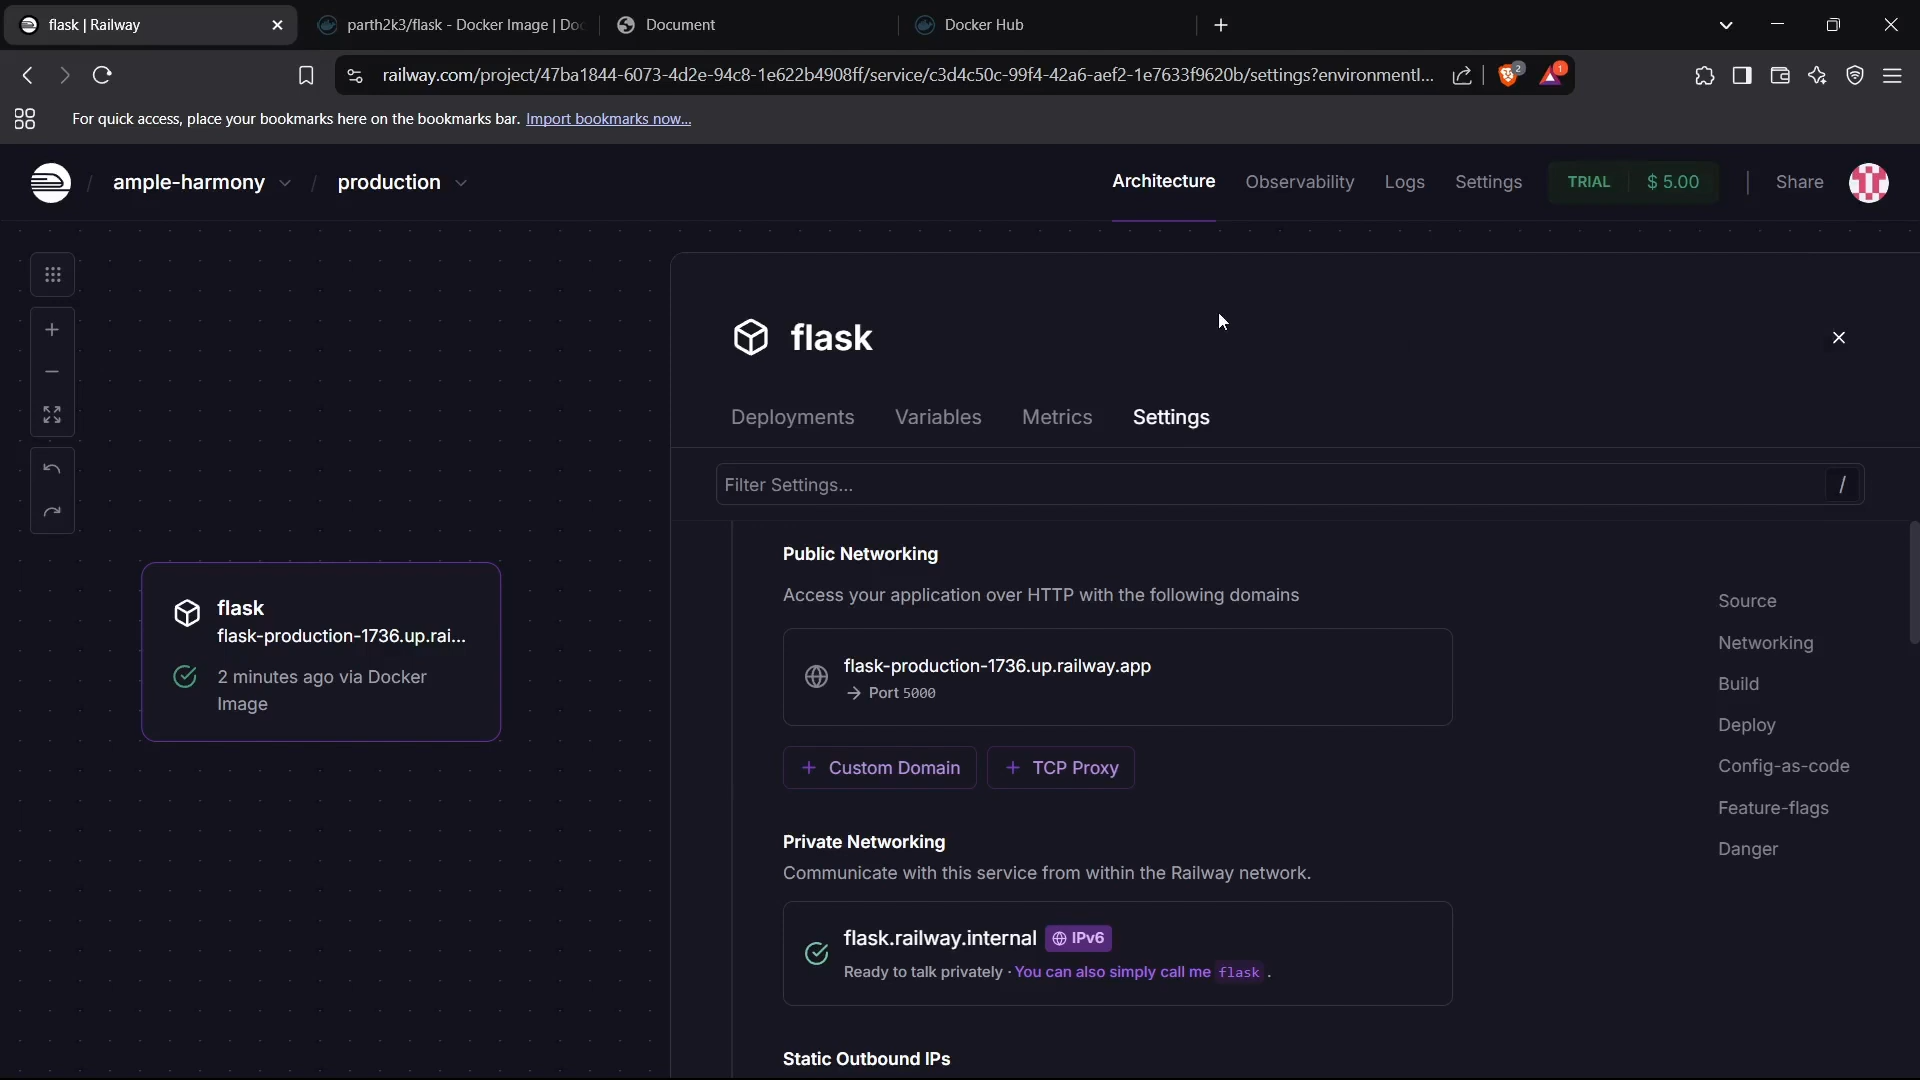 flask | Railway
parth2k3/flask - Docker Image | Doc
Document
Docker Hub
railway.com/project/47ba1844-6073-4d2e-94c8-1e622b4908ff/service/c3d4c50c-99f4-42a6-aef2-1e7633f9620b/settings?environmentI...
2
1
For quick access, place your bookmarks here on the bookmarks bar. Import bookmarks now...
/ ample-harmony / production
Architecture Observability Logs Settings TRIAL $ 5.00 Share
flask
Deployments Variables Metrics Settings
Filter Settings... /
flask
flask-production-1736.up.rai...
2 minutes ago via Docker
Image
Public Networking
Access your application over HTTP with the following domains
flask-production-1736.up.railway.app
→ Port 5000
+ Custom Domain + TCP Proxy
Private Networking
Communicate with this service from within the Railway network.
flask.railway.internal IPv6
Ready to talk privately · You can also simply call me flask .
Static Outbound IPs
Source
Networking
Build
Deploy
Config-as-code
Feature-flags
Danger